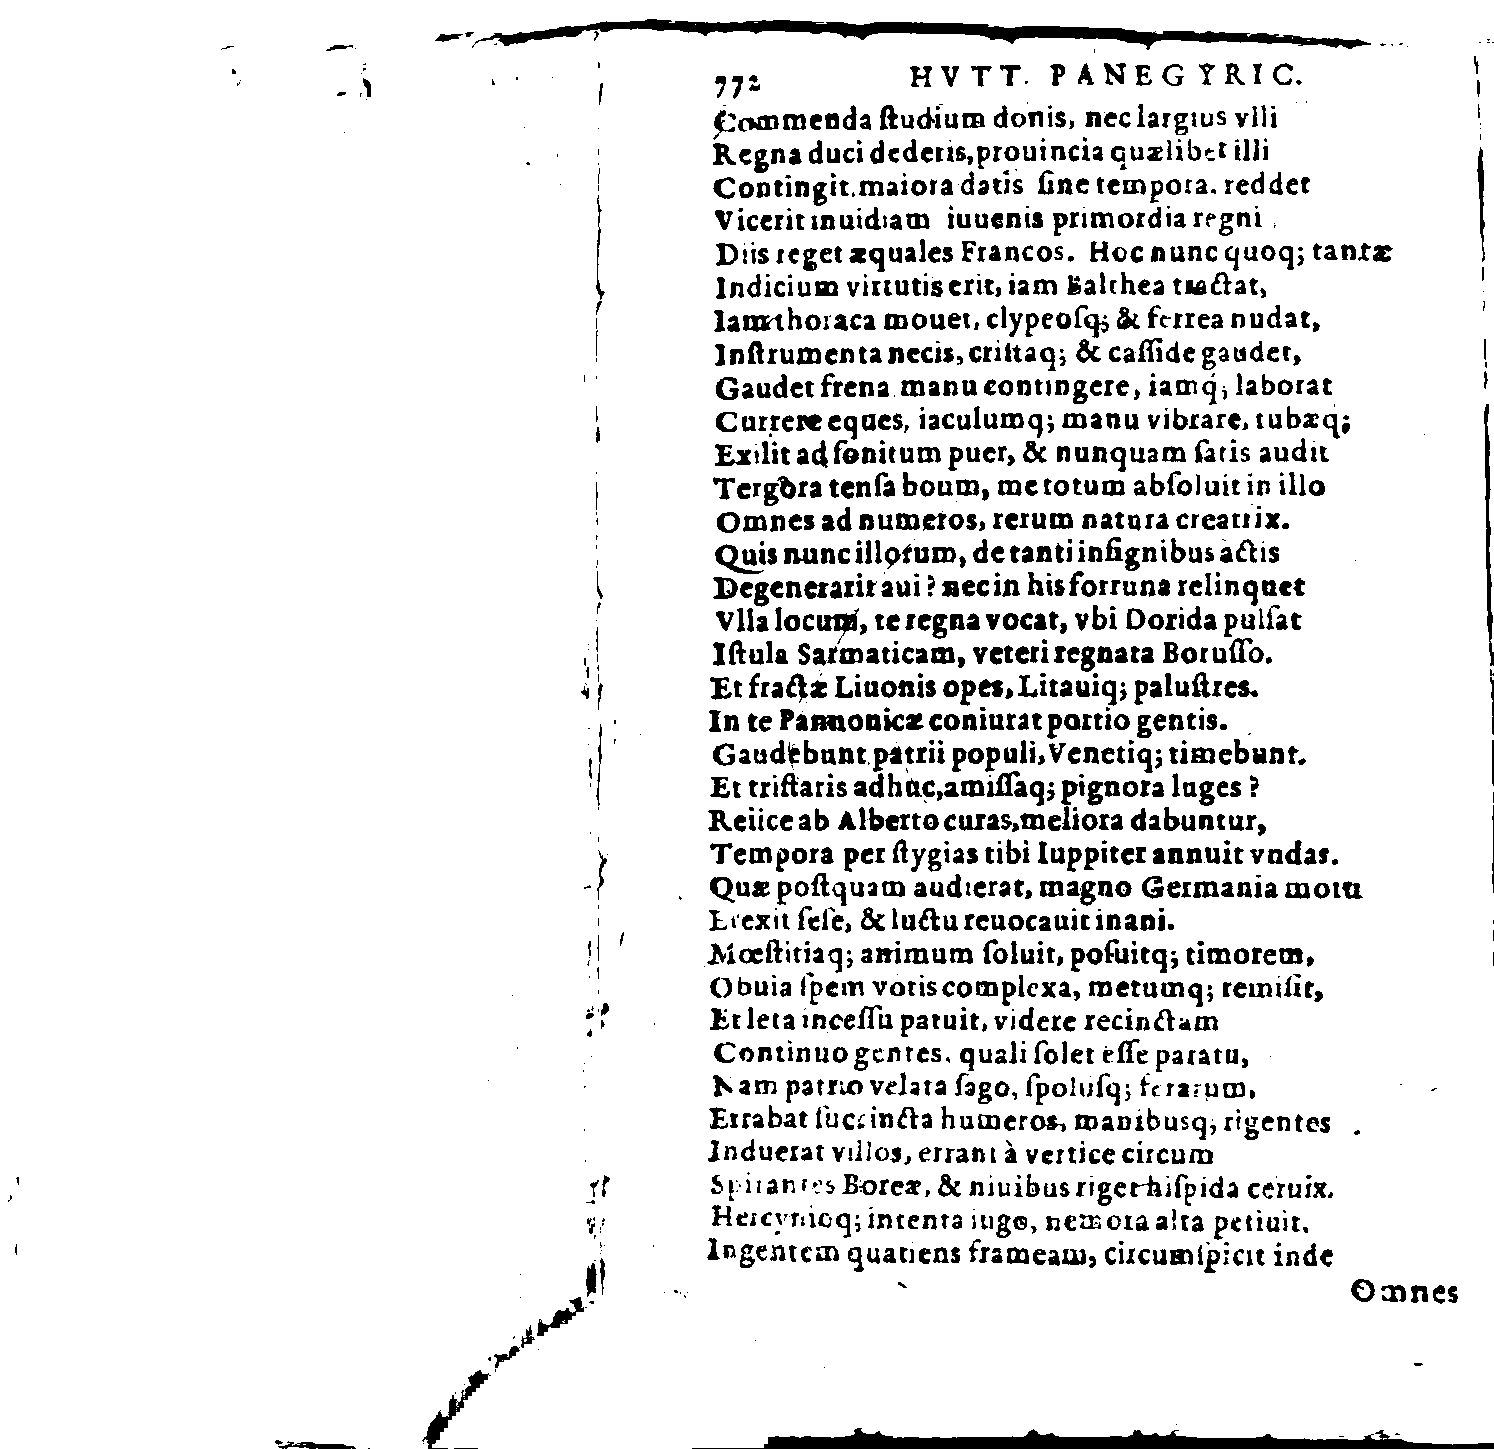 772 HVTT. PANEGYRIC.
Commenda ſtudium donis, nec largius vlli
Regna duci dederis, prouincia quælibet illi
Contingit. maiora datis ſine tempora. reddet
Vicerit inuidiam iuuenis primordia regni
Diis reget æquales Francos. Hoc nunc quoq; tantæ
Indicium virtutis erit, iam Balthea tractat,
Iam thoraca mouet, clypeoſq; & ferrea nudat,
Inſtrumenta necis, criſtaq; & caſſide gaudet,
Gaudet frena manu contingere, iamq; laborat
Currere eques, iaculumq; manu vibrare, tubæq;
Exilit ad ſonitum puer, & nunquam ſatis audit
Tergora tenſa boum, me totum abſoluit in illo
Omnes ad numeros, rerum natura creatrix.
Quis nunc illorum, de tanti inſignibus actis
Degenerarit aui? nec in his forruna relinquet
Vlla locum, te regna vocat, vbi Dorida pulſat
Iſtula Sarmaticam, veteri regnata Boruſſo.
Et fractæ Liuonis opes, Litauiq; paluſtres.
In te Pannonicæ coniurat portio gentis.
Gaudebunt patrii populi, Venetiq; timebunt.
Et triſtaris adhuc, amiſſaq; pignora luges?
Reiice ab Alberto curas, meliora dabuntur,
Tempora per ſtygias tibi Iuppiter annuit vndas.
Quæ poſtquam audierat, magno Germania motu
Erexit ſeſe, & luctu reuocauit inani.
Mœſtitiaq; animum ſoluit, poſuitq; timorem,
Obuia ſpem votis complexa, metumq; remiſit,
Et leta inceſſu patuit, videre recinctam
Continuo gentes. quali ſolet eſſe paratu,
Nam patrio velata ſago, ſpoliiſq; ferarum,
Errabat ſuccincta humeros, manibusq; rigentes
Induerat villos, errant à vertice circum
Spirantes Boreæ, & niuibus riget hiſpida ceruix.
Hercynioq; intenta iugo, nemora alta petiuit.
Ingentem quatiens frameam, circumſpicit inde
Omnes